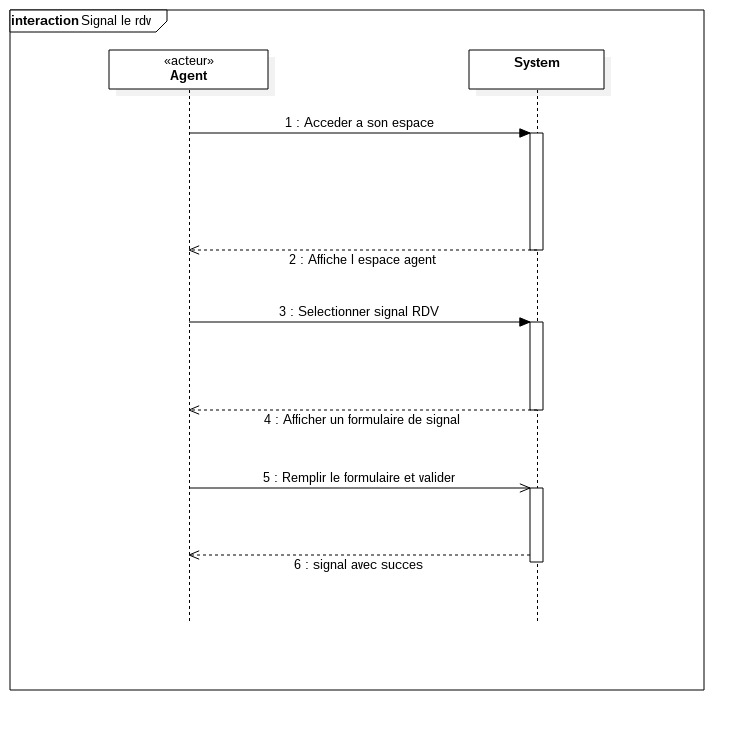 interaction Signal le rdv
«acteur»
Agent
System
1 : Acceder a son espace
2 : Affiche l espace agent
3 : Selectionner signal RDV
4 : Afficher un formulaire de signal
5 : Remplir le formulaire et valider
6 : signal avec succes